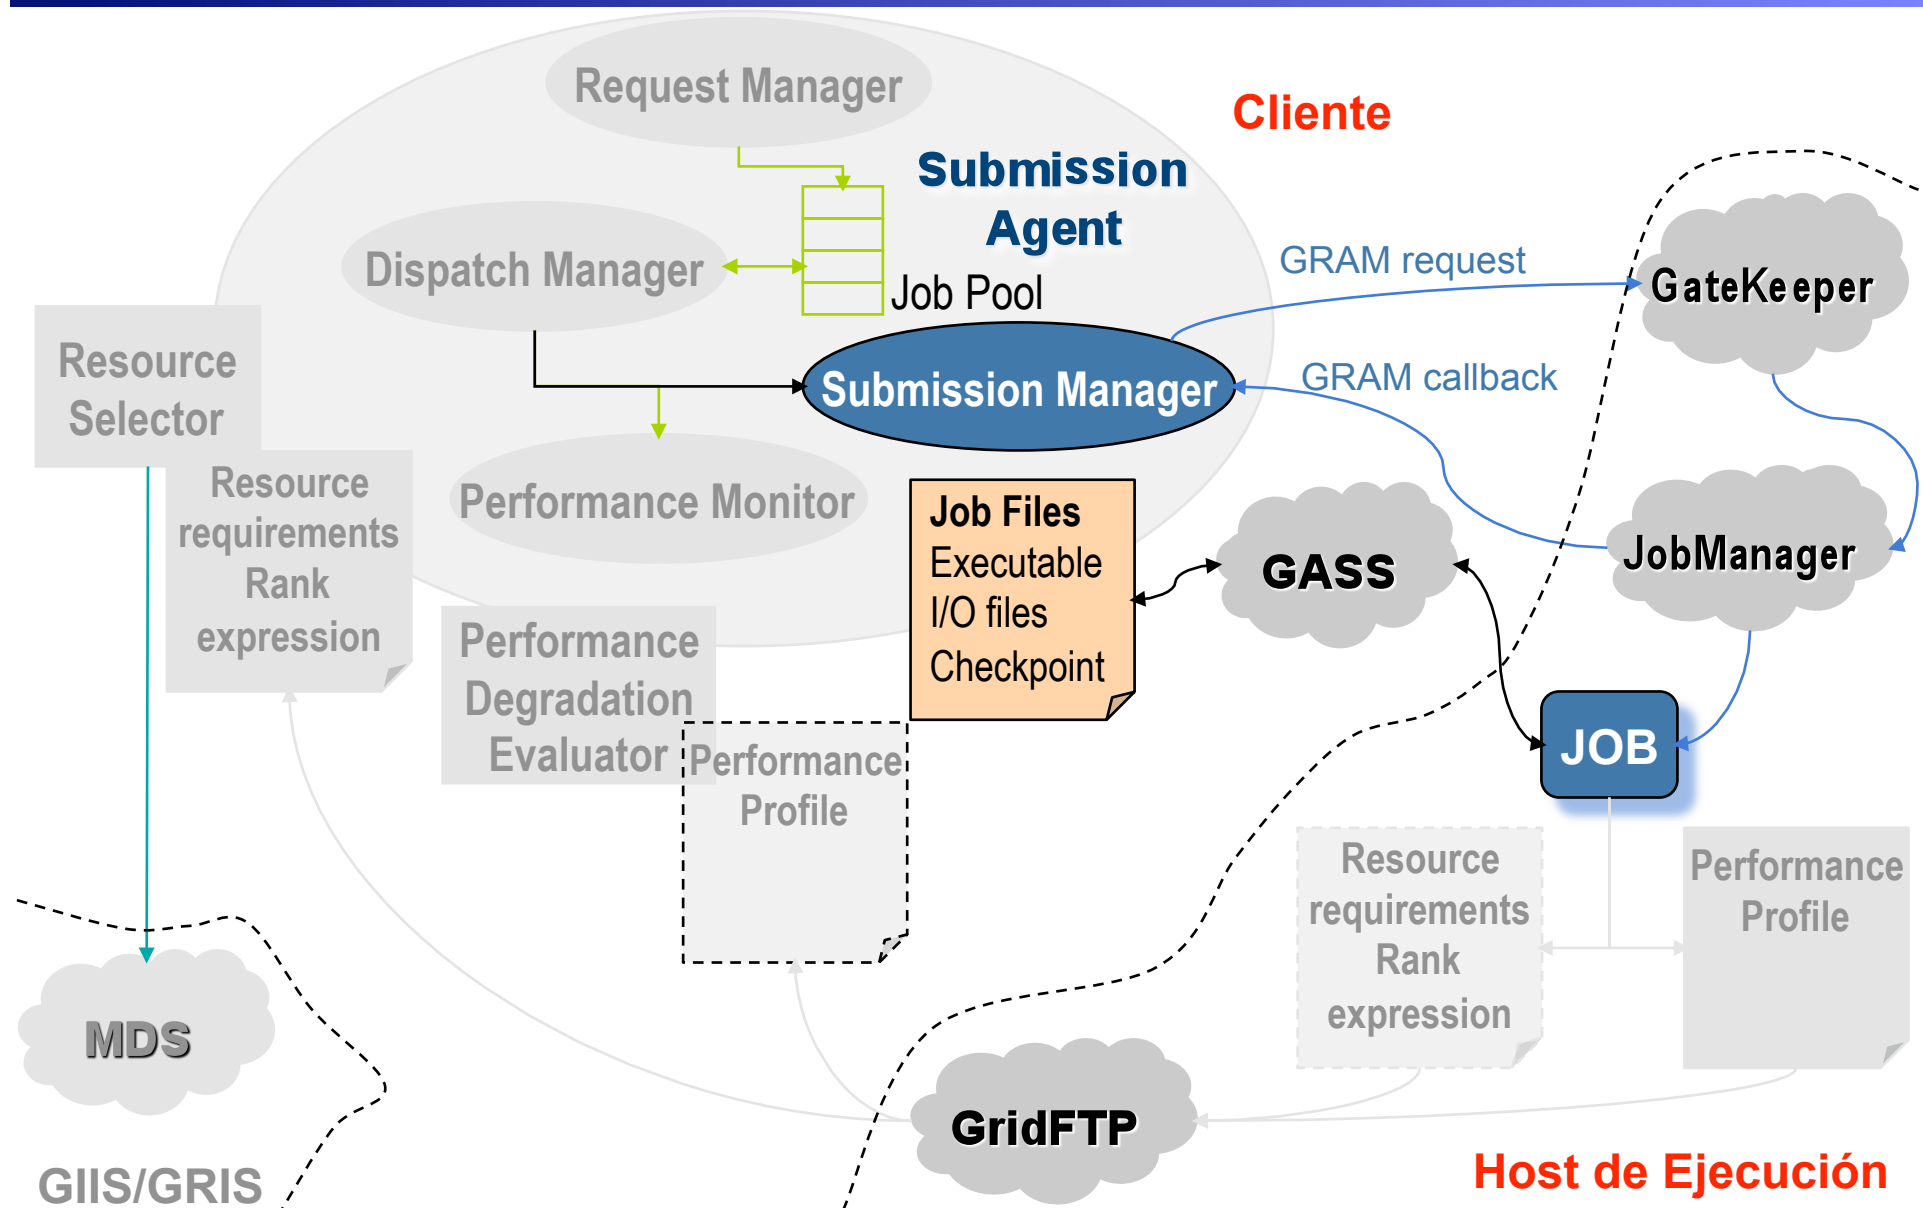 Request Manager
Cliente
Submission
Agent
Dispatch Manager
Job Pool
GRAM request
GateKeeper
Resource
Selector
Submission Manager
GRAM callback
Resource
requirements
Rank
expression
Performance Monitor
Job Files
Executable
I/O files
Checkpoint
GASS
JobManager
Performance
Degradation
Evaluator
Performance
Profile
JOB
Resource
requirements
Rank
expression
Performance
Profile
MDS
GridFTP
GIIS/GRIS
Host de Ejecución